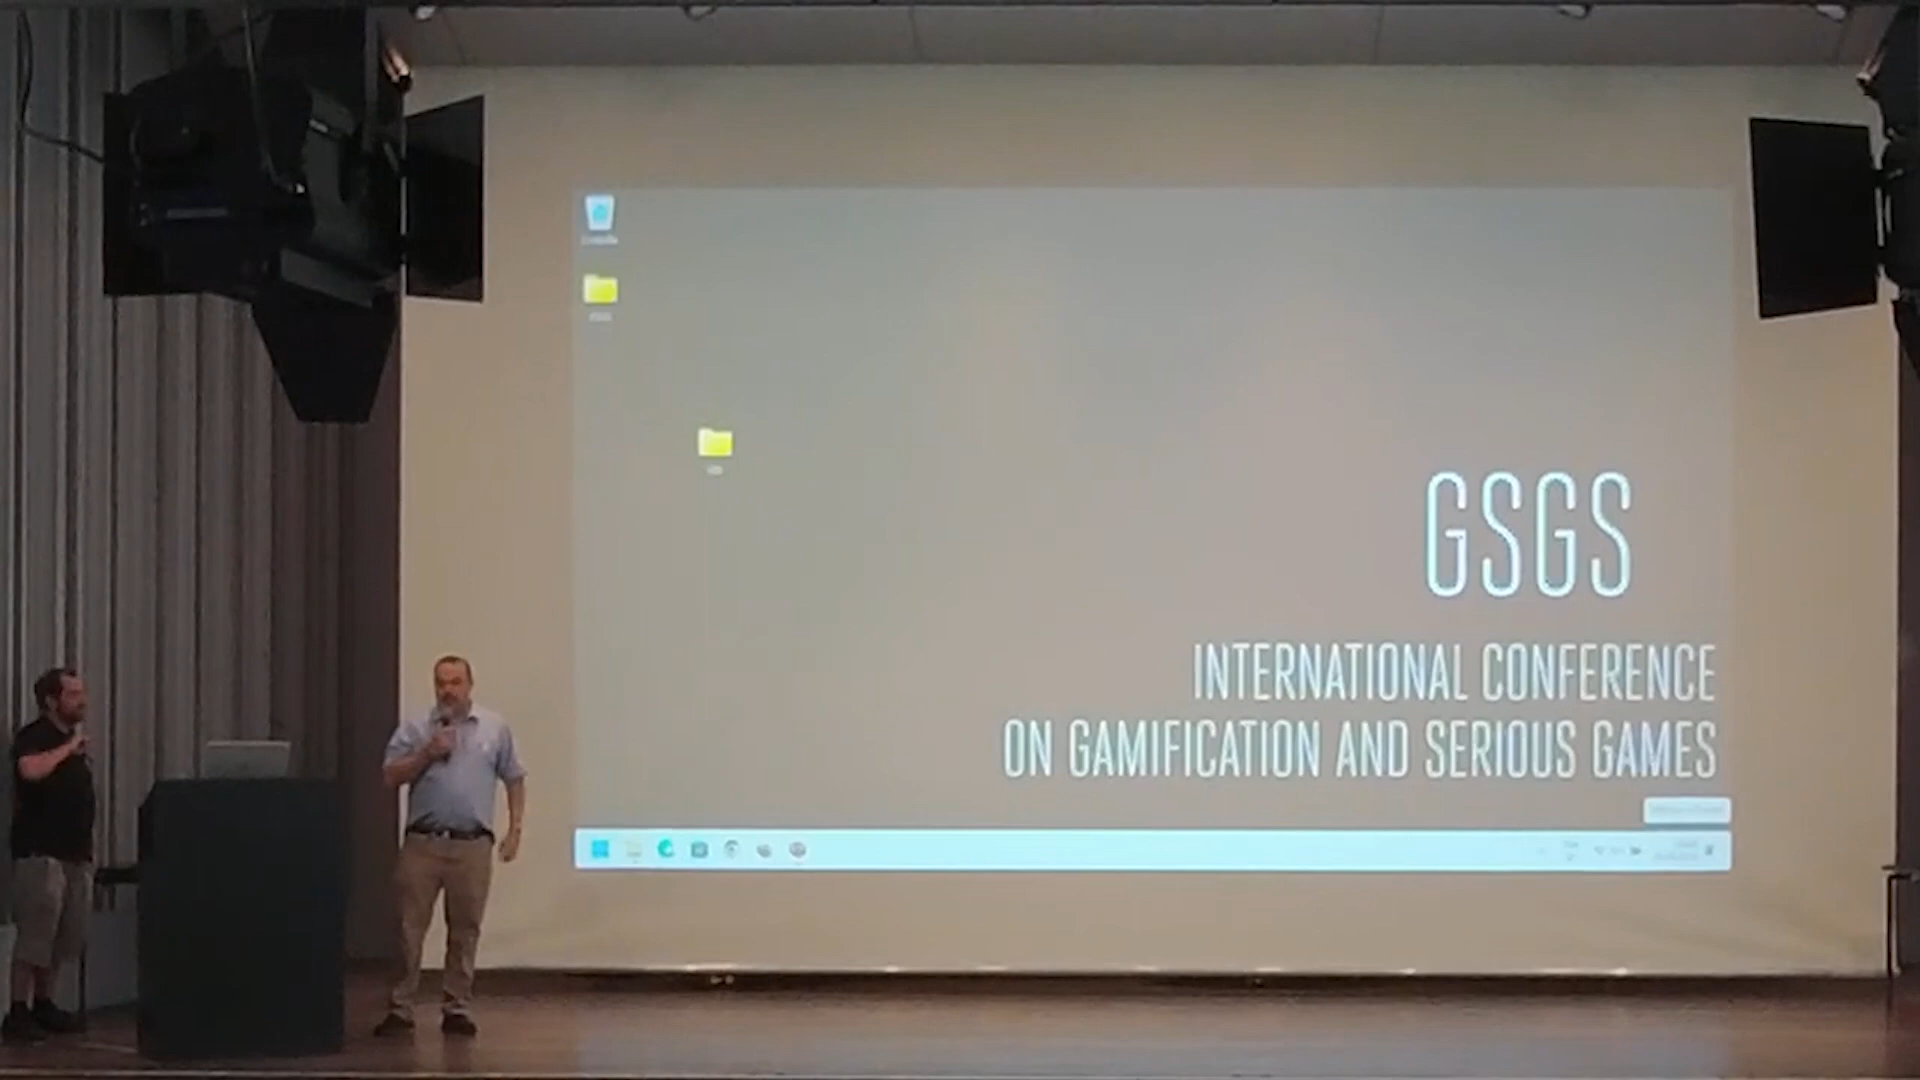 GSGS
INTERNATIONAL CONFERENCE
ON GAMIFICATION AND SERIOUS GAMES